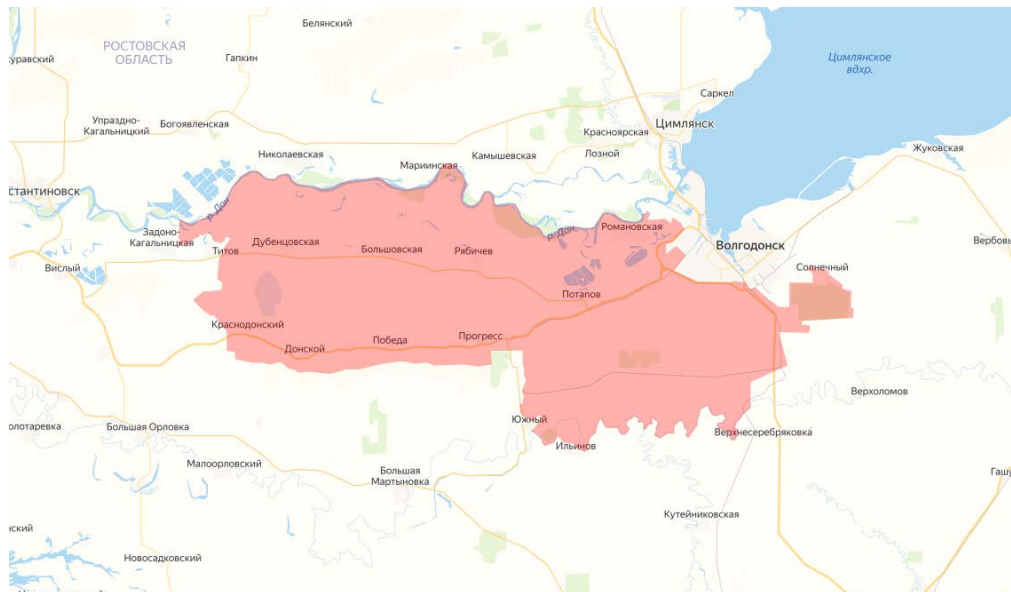 Белянский
РОСТОВСКАЯ
ОБЛАСТЬ
Гапкин
Цимлянское
вдхр.
Саркел
Упраздно-
Кагальницкий
Богоявленская
Цимлянск
Красноярская
Лозной
Жуковская
Николаевская
Камышевская
Мариинская
р. Дон
Задоно-
Кагальницкая
Титов
Дубенцовская
Большовская
Рябичев
р. Дон
Романовская
Волгодонск
Вислый
Солнечный
Потапов
Краснодонский
Донской
Победа
Прогресс
Верхоломов
Большая Орловка
Южный
Ильинов
Верхнесеребряковка
Малоорловский
Большая
Мартыновка
Кутейниковская
Новосадковский